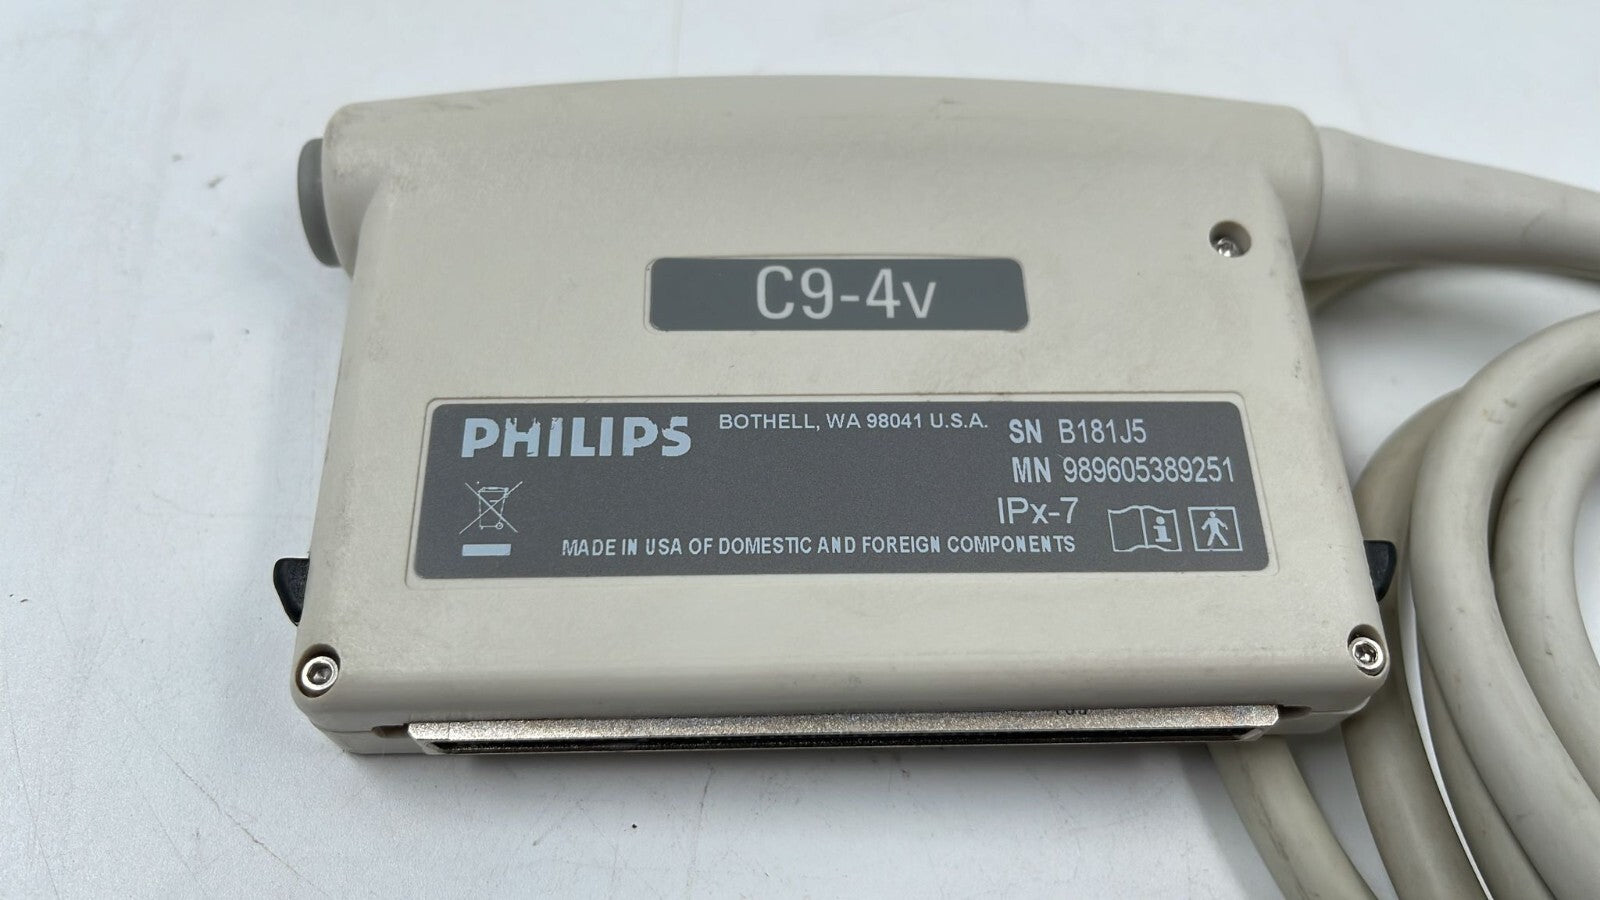 C9-4v
PHILIPS
BOTHELL, WA 98041 U.S.A.
SN B181J5
MN 989605389251
IPx-7
MADE IN USA OF DOMESTIC AND FOREIGN COMPONENTS